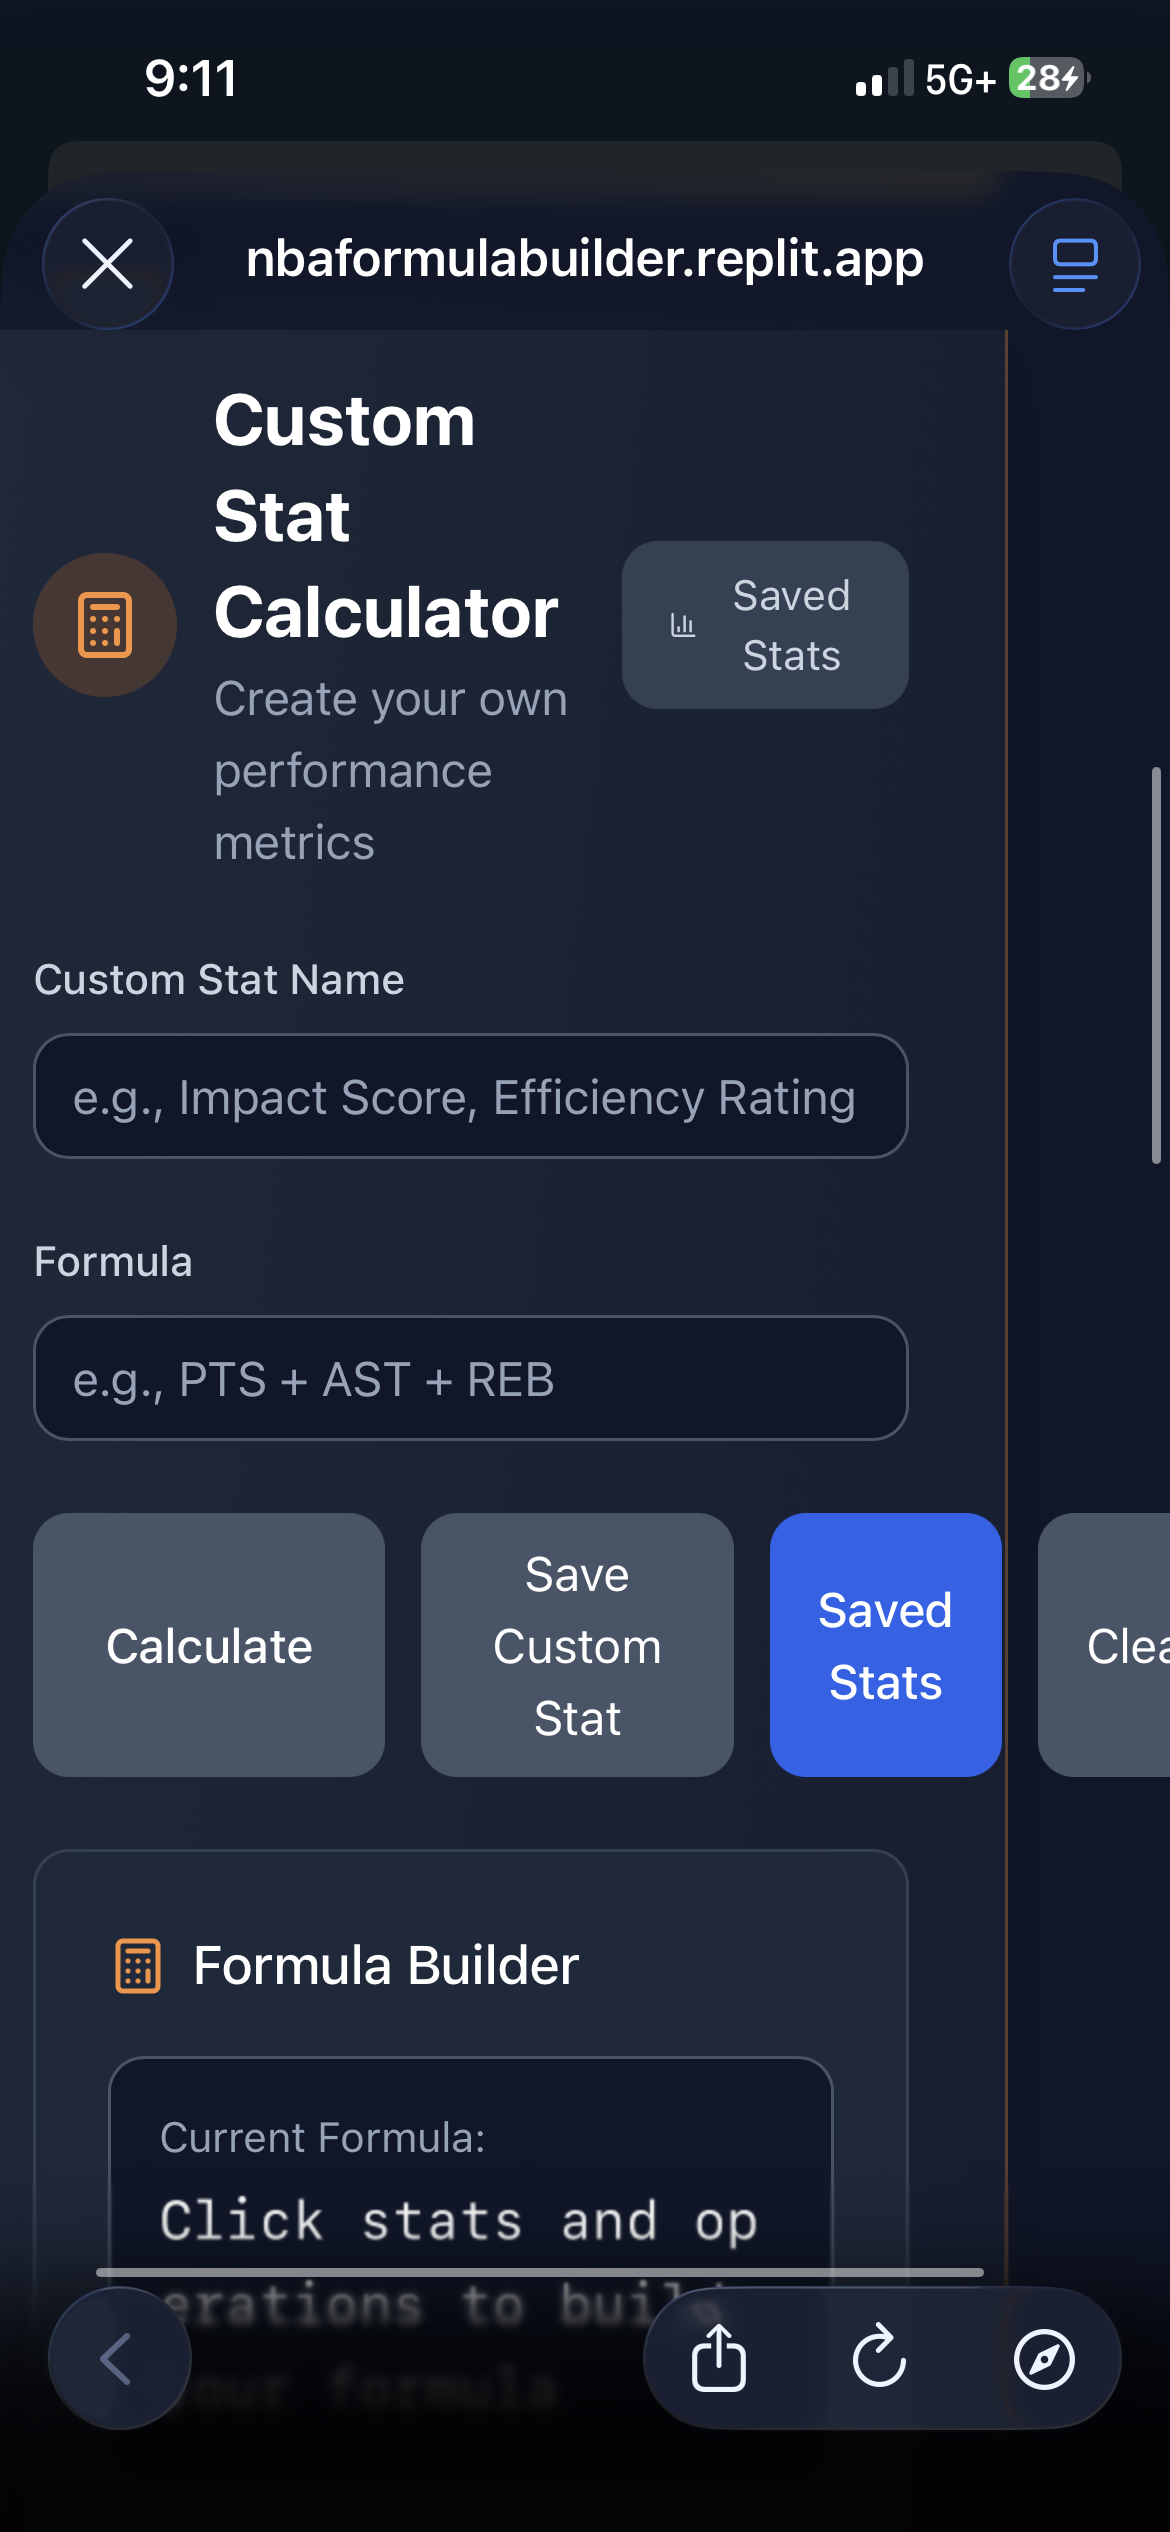 9:11
5G+
28
nbaformulabuilder.replit.app
Custom
Stat
Calculator
Create your own
performance
metrics
Saved
Stats
Custom Stat Name
e.g., Impact Score, Efficiency Rating
Formula
e.g., PTS + AST + REB
Calculate
Save
Custom
Stat
Saved
Stats
Clea
Formula Builder
Current Formula:
Click stats and op
erations to build
your formula